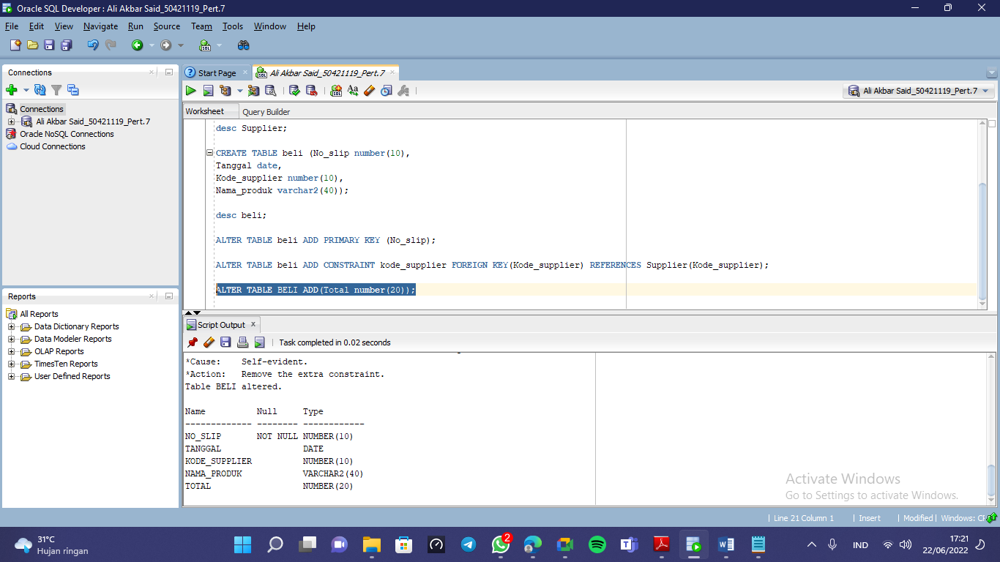 Oracle SQL Developer : Ali Akbar Said_50421119_Pert.7
File Edit View Navigate Run Source Team Tools Window Help
Connections
Connections
Ali Akbar Said_50421119_Pert.7
Oracle NoSQL Connections
Cloud Connections
Reports
All Reports
Data Dictionary Reports
Data Modeler Reports
OLAP Reports
TimesTen Reports
User Defined Reports
Start Page
Ali Akbar Said_50421119_Pert.7
Ali Akbar Said_50421119_Pert.7
Worksheet Query Builder
desc Supplier;
CREATE TABLE beli (No_slip number(10),
Tanggal date,
Kode_supplier number(10),
Nama_produk varchar2(40));
desc beli;
ALTER TABLE beli ADD PRIMARY KEY (No_slip);
ALTER TABLE beli ADD CONSTRAINT kode_supplier FOREIGN KEY(Kode_supplier) REFERENCES Supplier(Kode_supplier);
ALTER TABLE BELI ADD(Total number(20));
Script Output
Task completed in 0.02 seconds
*Cause: Self-evident.
*Action: Remove the extra constraint.
Table BELI altered.
Name Null Type
------------- -------- ------------
NO_SLIP NOT NULL NUMBER(10)
TANGGAL DATE
KODE_SUPPLIER NUMBER(10)
NAMA_PRODUK VARCHAR2(40)
TOTAL NUMBER(20)
Activate Windows
Go to Settings to activate Windows.
| Line 21 Column 1 | Insert | Modified | Windows:
31°C
Hujan ringan
2
IND
17:21
22/06/2022